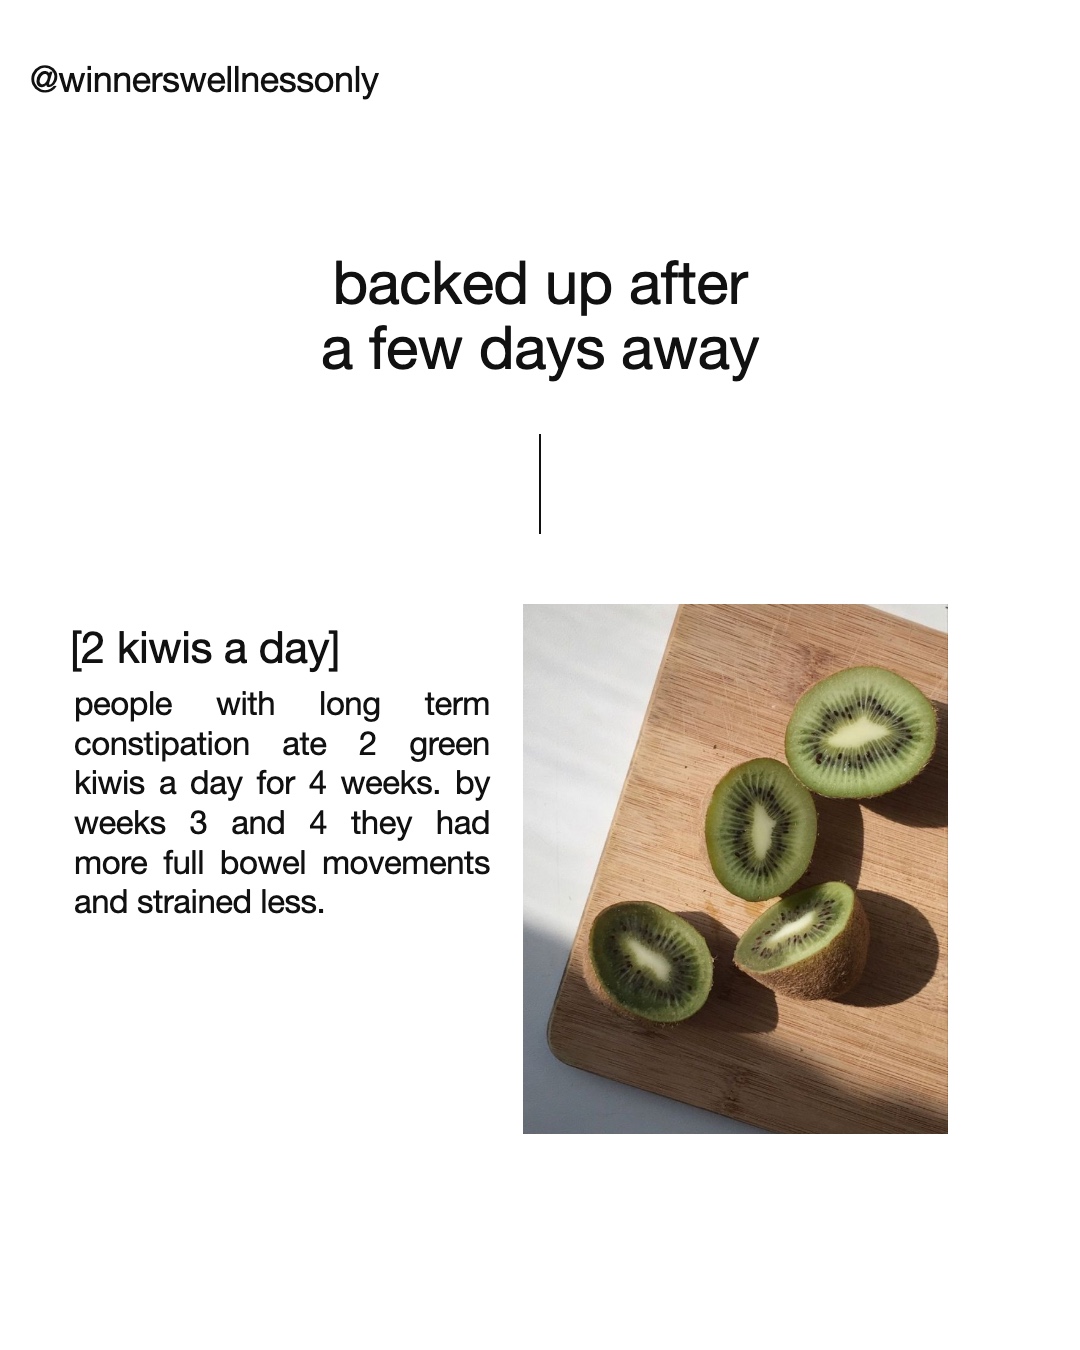 @winnerswellnessonly
backed up after
a few days away
[2 kiwis a day]
people with long term
constipation ate 2 green
kiwis a day for 4 weeks. by
weeks 3 and 4 they had
more full bowel movements
and strained less.